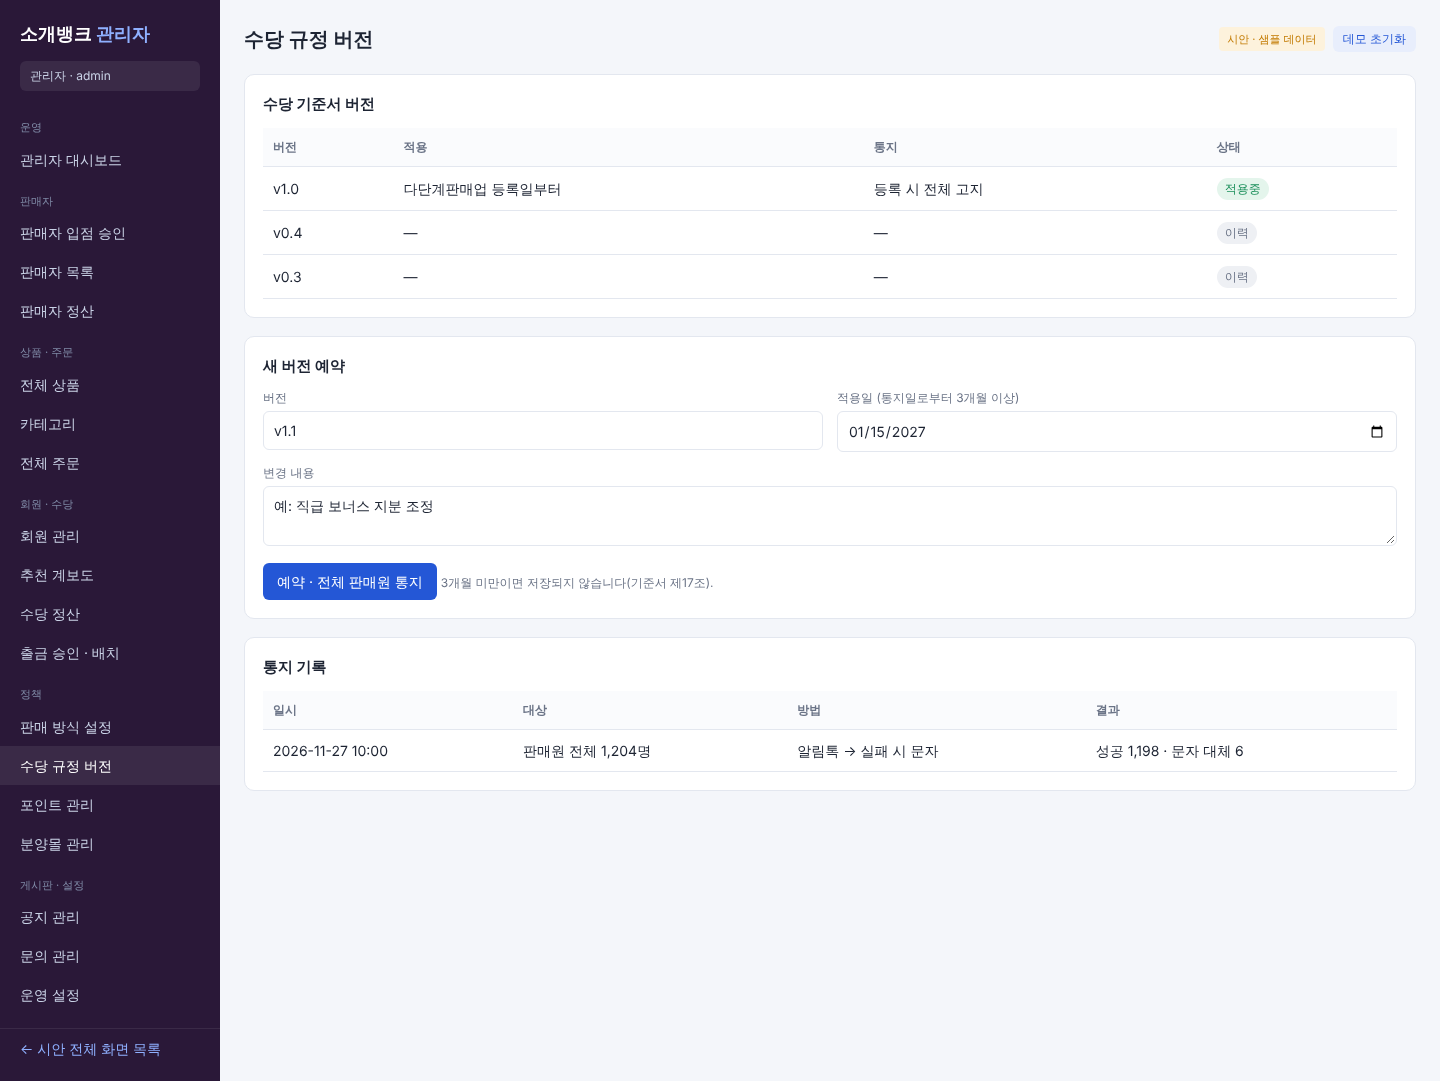 소개뱅크 관리자
관리자 · admin
운영
관리자 대시보드
판매자
판매자 입점 승인
판매자 목록
판매자 정산
상품 · 주문
전체 상품
카테고리
전체 주문
회원 · 수당
회원 관리
추천 계보도
수당 정산
출금 승인 · 배치
정책
판매 방식 설정
수당 규정 버전
포인트 관리
분양몰 관리
게시판 · 설정
공지 관리
문의 관리
운영 설정
← 시안 전체 화면 목록
수당 규정 버전
시안 · 샘플 데이터
데모 초기화
수당 기준서 버전
버전 적용 통지 상태
v1.0 다단계판매업 등록일부터 등록 시 전체 고지 적용중
v0.4 — — 이력
v0.3 — — 이력
새 버전 예약
버전 적용일 (통지일로부터 3개월 이상)
v1.1 01/15/2027
변경 내용
예: 직급 보너스 지분 조정
예약 · 전체 판매원 통지 3개월 미만이면 저장되지 않습니다(기준서 제17조).
통지 기록
일시 대상 방법 결과
2026-11-27 10:00 판매원 전체 1,204명 알림톡 → 실패 시 문자 성공 1,198 · 문자 대체 6